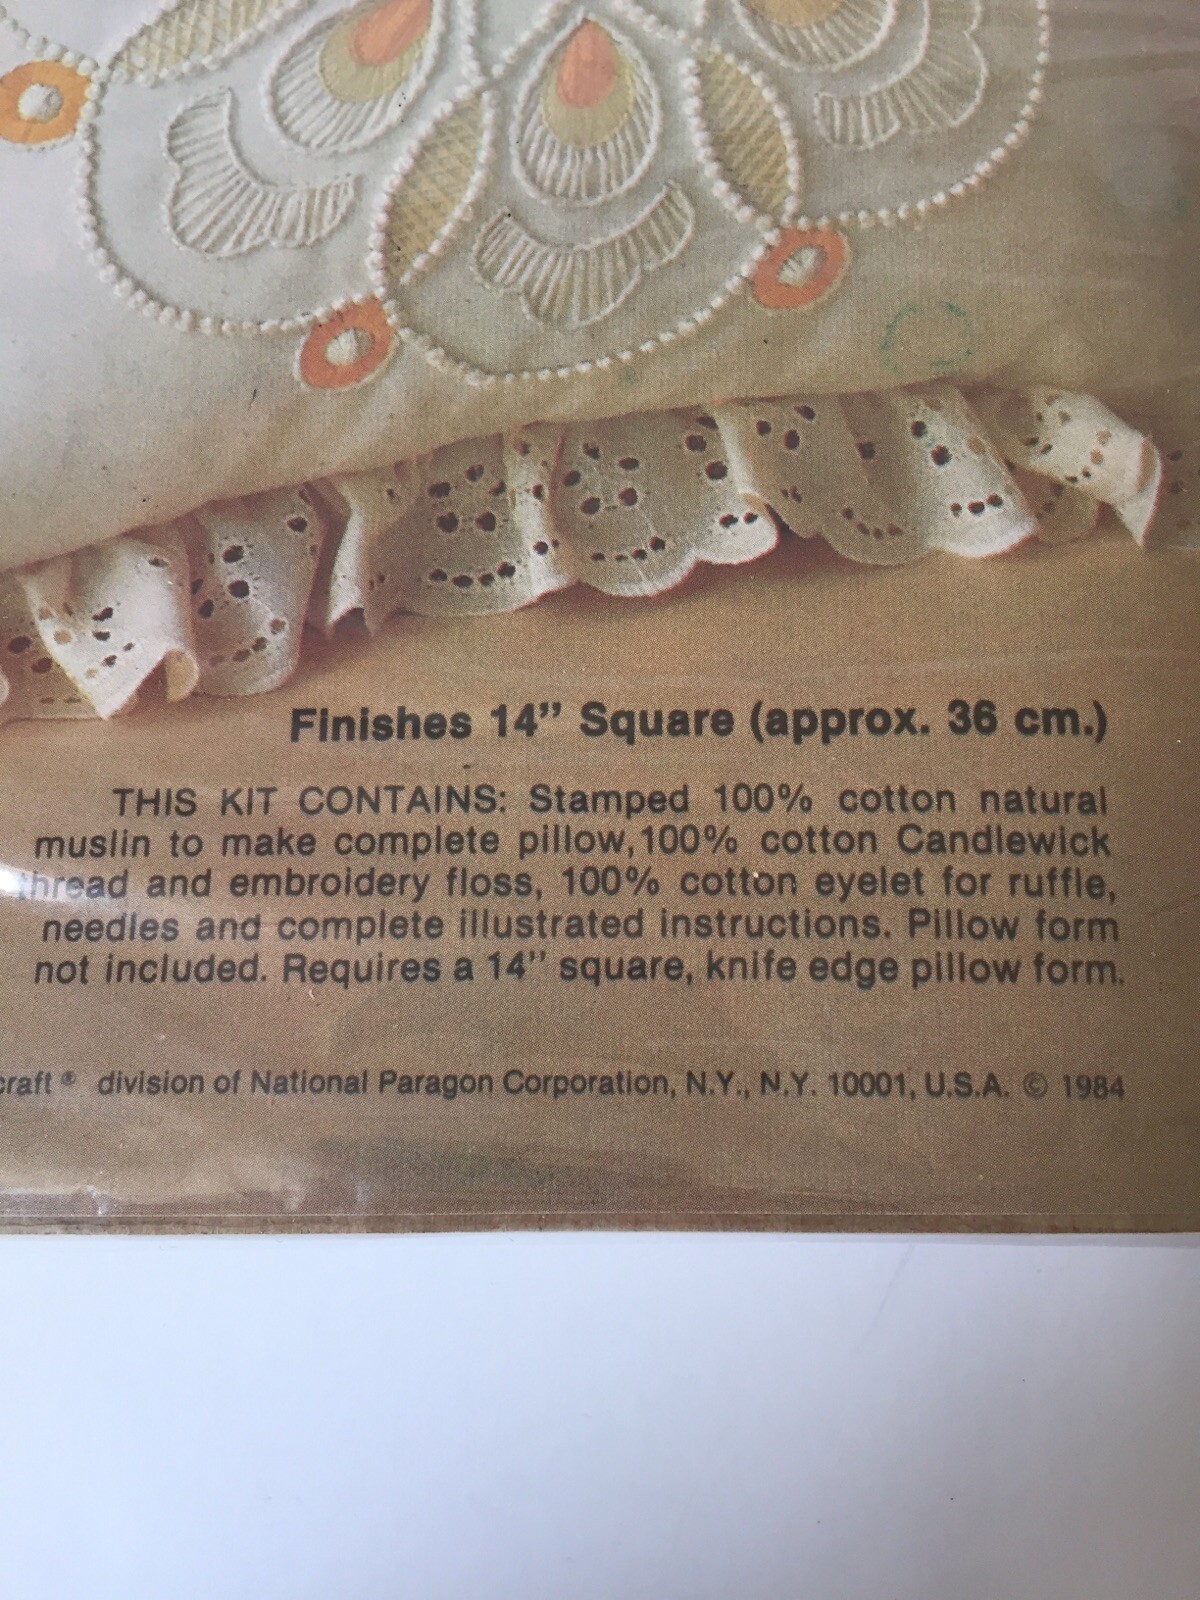 Finishes 14" Square (approx. 36 cm.)
THIS KIT CONTAINS: Stamped 100% cotton natural
muslin to make complete pillow, 100% cotton Candlewick
thread and embroidery floss, 100% cotton eyelet for ruffle,
needles and complete illustrated instructions. Pillow form
not included. Requires a 14" square, knife edge pillow form.
craft® division of National Paragon Corporation, N.Y., N.Y. 10001, U.S.A. © 1984